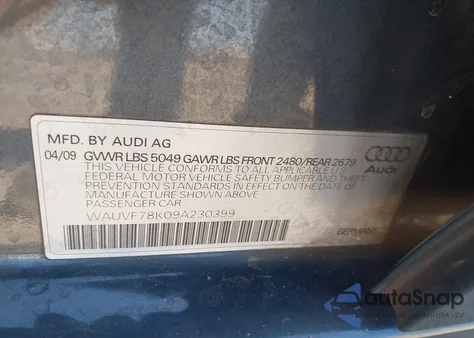 MFD. BY AUDI AG
04/09 GVWR LBS 5049 GAWR LBS FRONT 2480/REAR 2679
THIS VEHICLE CONFORMS TO ALL APPLICABLE U.S
FEDERAL MOTOR VEHICLE SAFETY BUMPER AND THEFT
PREVENTION STANDARDS IN EFFECT ON THE DATE OF
MANUFACTURE SHOWN ABOVE
PASSENGER CAR
Audi
WAUVF78K09A230399
GERMANY
autoSnap